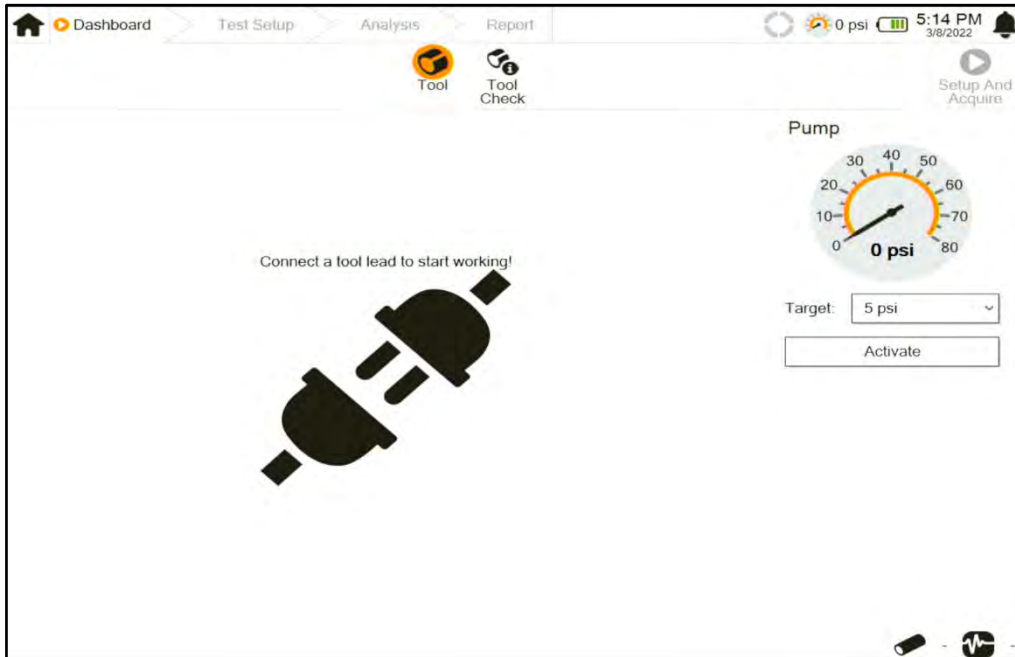 Dashboard
Test Setup
Analysis
Report
0 psi
5:14 PM
3/8/2022
Tool
Tool
Check
Setup And
Acquire
Pump
0
10
20
30
40
50
60
70
80
0 psi
Connect a tool lead to start working!
Target:
5 psi
Activate
-
-